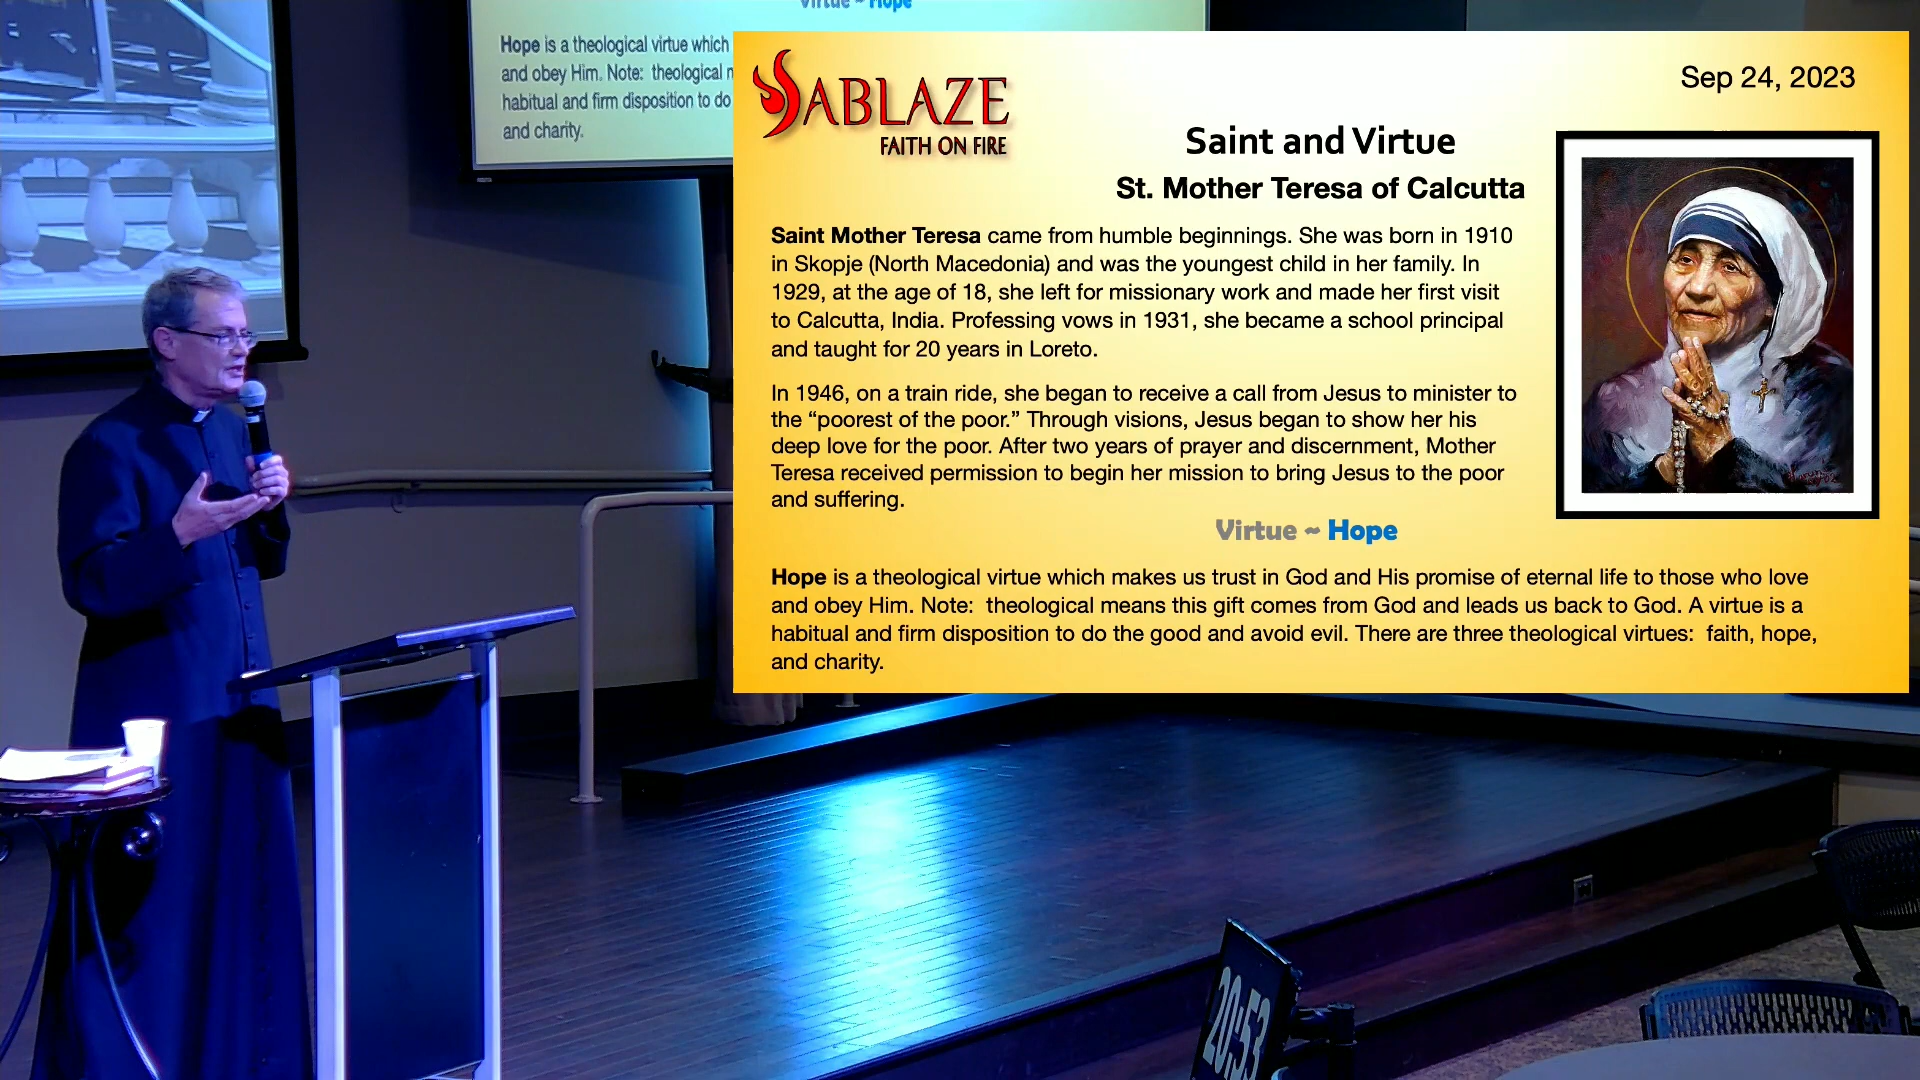 Virtue ~ Hope
Hope is a theological virtue which
and obey Him. Note: theological
habitual and firm disposition to do
and charity.
ABLAZE
FAITH ON FIRE
Sep 24, 2023
Saint and Virtue
St. Mother Teresa of Calcutta
Saint Mother Teresa came from humble beginnings. She was born in 1910
in Skopje (North Macedonia) and was the youngest child in her family. In
1929, at the age of 18, she left for missionary work and made her first visit
to Calcutta, India. Professing vows in 1931, she became a school principal
and taught for 20 years in Loreto.
In 1946, on a train ride, she began to receive a call from Jesus to minister to
the “poorest of the poor.” Through visions, Jesus began to show her his
deep love for the poor. After two years of prayer and discernment, Mother
Teresa received permission to begin her mission to bring Jesus to the poor
and suffering.
Virtue ~ Hope
Hope is a theological virtue which makes us trust in God and His promise of eternal life to those who love
and obey Him. Note:  theological means this gift comes from God and leads us back to God. A virtue is a
habitual and firm disposition to do the good and avoid evil. There are three theological virtues:  faith, hope,
and charity.
20:53